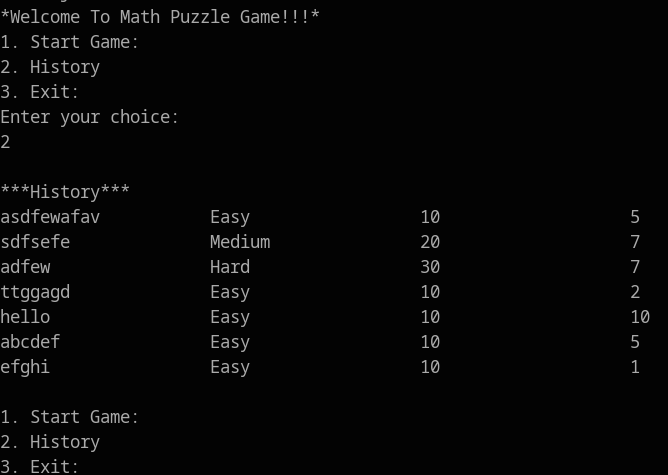 *Welcome To Math Puzzle Game!!!*
1. Start Game:
2. History
3. Exit:
Enter your choice:
2
***History***
asdfewafav Easy 10 5
sdfsefe Medium 20 7
adfew Hard 30 7
ttggagd Easy 10 2
hello Easy 10 10
abcdef Easy 10 5
efghi Easy 10 1
1. Start Game:
2. History
3. Exit: